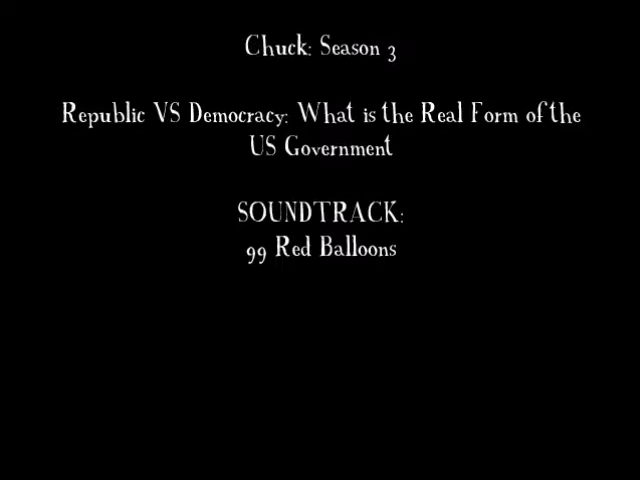 Chuck: Season 3
Republic VS Democracy: What is the Real Form of the
US Government
SOUNDTRACK:
99 Red Balloons